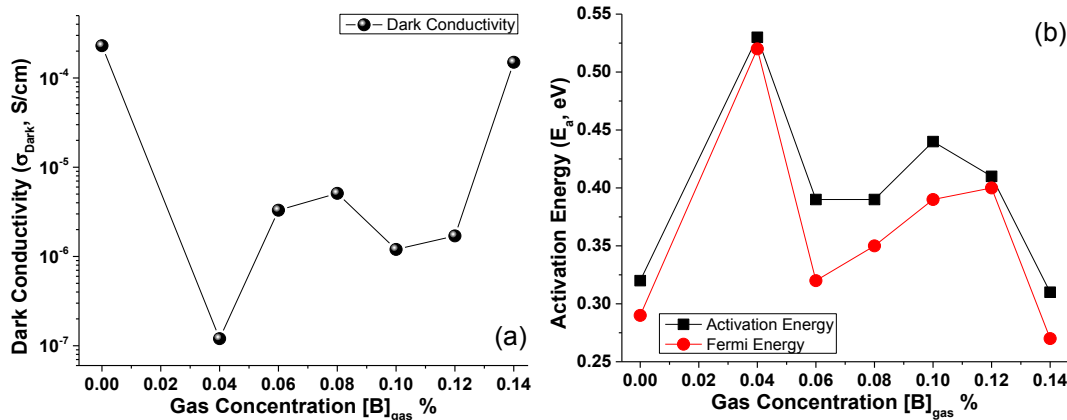 Dark Conductivity
Dark Conductivity (σDark, S/cm)
10⁻⁴
10⁻⁵
10⁻⁶
10⁻⁷
(a)
0.00 0.02 0.04 0.06 0.08 0.10 0.12 0.14
Gas Concentration [B]gas %
(b)
Activation Energy (Ea, eV)
0.55
0.50
0.45
0.40
0.35
0.30
0.25
Activation Energy
Fermi Energy
0.00 0.02 0.04 0.06 0.08 0.10 0.12 0.14
Gas Concentration [B]gas %